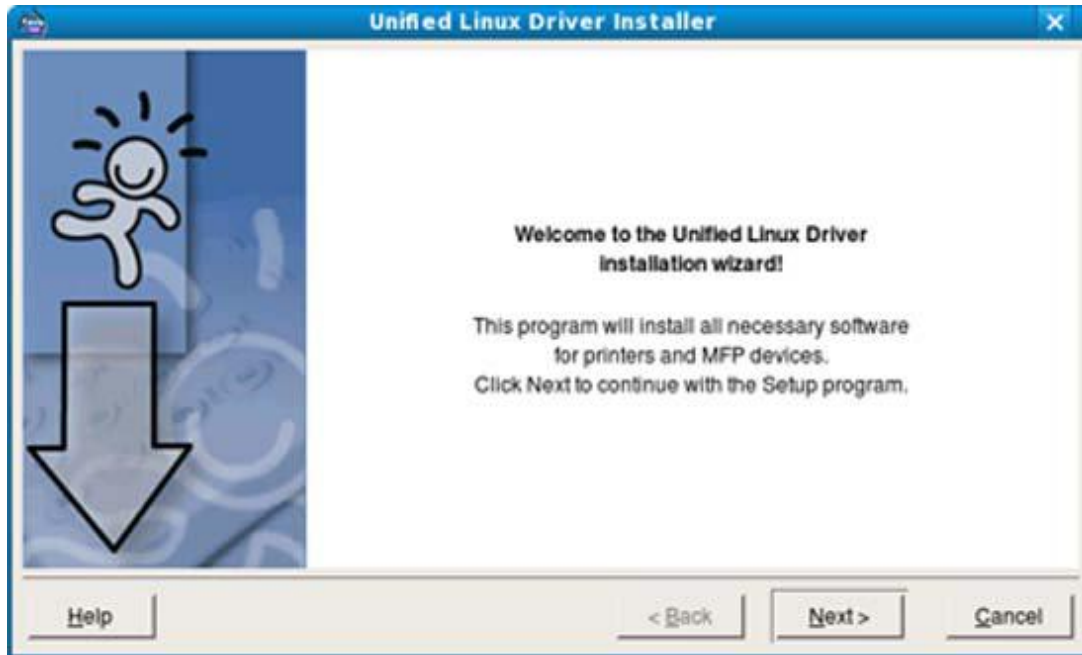 Unified Linux Driver Installer
Welcome to the Unified Linux Driver
installation wizard!
This program will install all necessary software
for printers and MFP devices.
Click Next to continue with the Setup program.
Help
< Back
Next >
Cancel